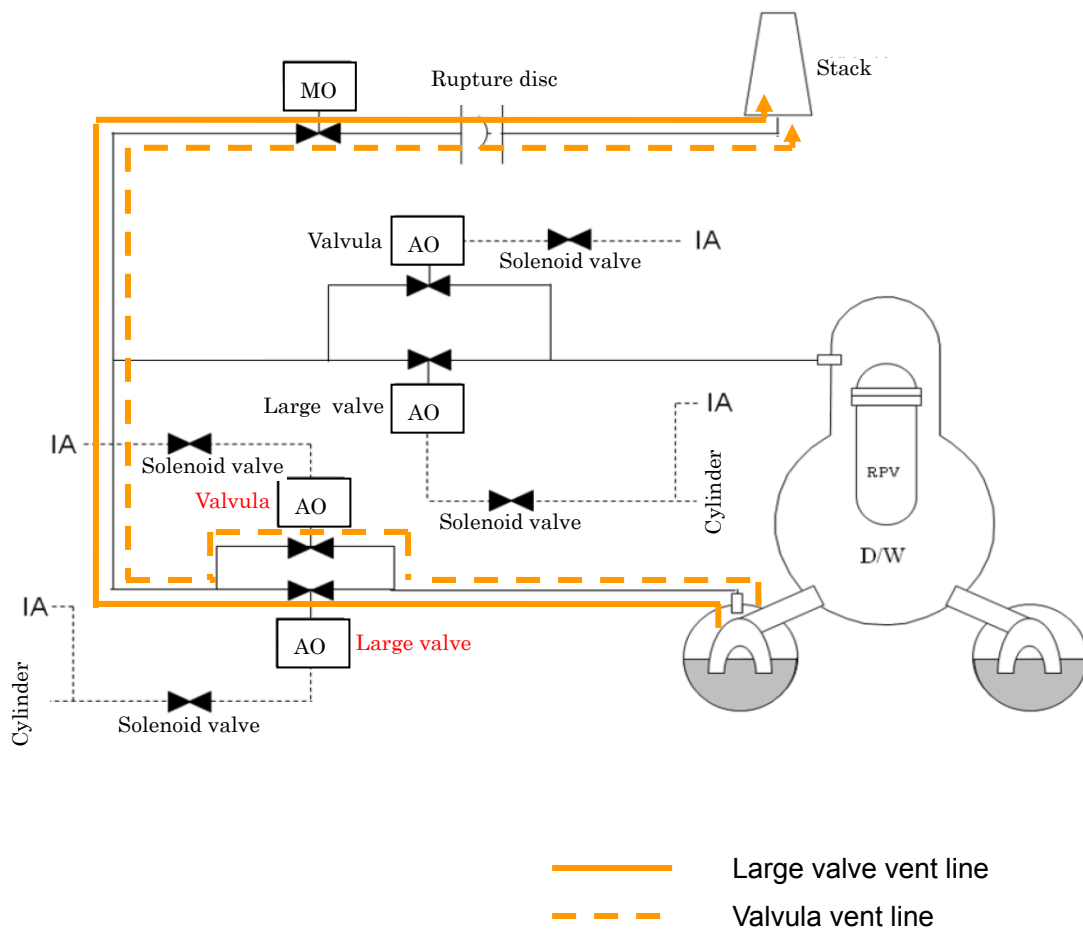 Stack
Rupture disc
MO
Valvula
AO
IA
Solenoid valve
Large valve
AO
IA
Solenoid valve
Cylinder
IA
Solenoid valve
Valvula
AO
RPV
D/W
IA
AO
Large valve
Solenoid valve
Cylinder
Large valve vent line
Valvula vent line